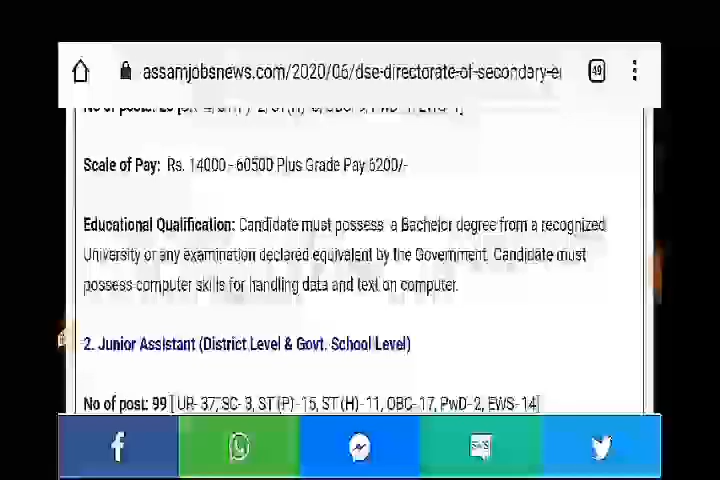 assamjobsnews.com/2020/06/dse-directorate-of-secondary-e
49
Scale of Pay: Rs. 14000 - 60500 Plus Grade Pay 6200/-
Educational Qualification: Candidate must possess a Bachelor degree from a recognized
University or any examination declared equivalent by the Government. Candidate must
possess computer skills for handling data and text on computer.
2. Junior Assistant (District Level & Govt. School Level)
No of post: 99 [ UR- 37, SC- 3, ST (P)-15, ST (H)-11, OBC-17, PwD-2, EWS-14]
SMS